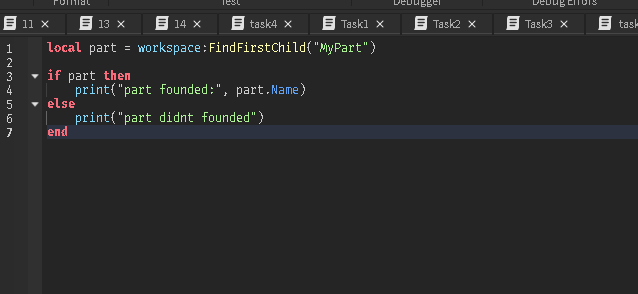 Format Test Debugger Debug Errors
11 × 13 × 14 × task4 × Task1 × Task2 × Task3 × task
1 local part = workspace:FindFirstChild("MyPart")
2
3 if part then
4 print("part founded:", part.Name)
5 else
6 print("part didnt founded")
7 end